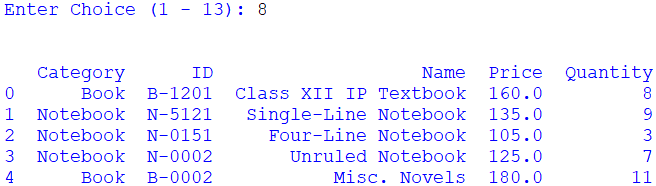 Enter Choice (1 - 13): 8
Category ID Name Price Quantity
0 Book B-1201 Class XII IP Textbook 160.0 8
1 Notebook N-5121 Single-Line Notebook 135.0 9
2 Notebook N-0151 Four-Line Notebook 105.0 3
3 Notebook N-0002 Unruled Notebook 125.0 7
4 Book B-0002 Misc. Novels 180.0 11